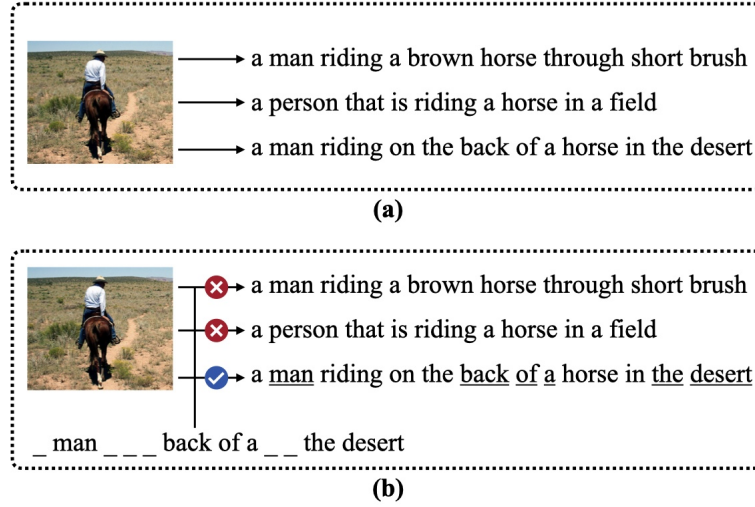 a man riding a brown horse through short brush
a person that is riding a horse in a field
a man riding on the back of a horse in the desert
(a)
a man riding a brown horse through short brush
a person that is riding a horse in a field
a man riding on the back of a horse in the desert
_ man _ _ _ back of a _ _ the desert
(b)